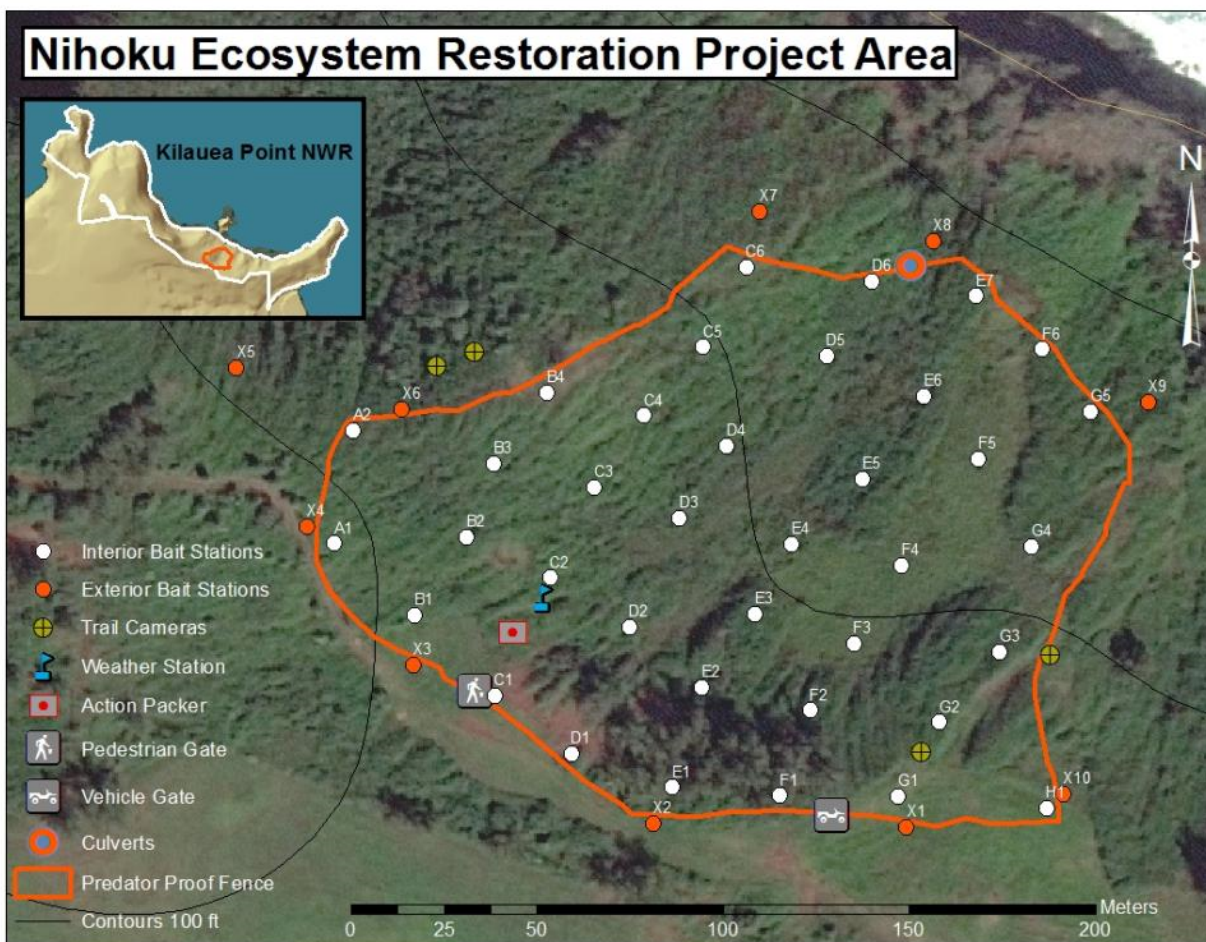 Nihoku Ecosystem Restoration Project Area
Kilauea Point NWR
N
X7
X8
C6
D6
E7
C5
D5
F6
X5
B4
E6
X9
X6
C4
G5
A2
D4
B3
F5
C3
E5
D3
X4
A1
B2
E4
G4
C2
F4
B1
D2
E3
F3
G3
X3
E2
C1
F2
G2
D1
E1
F1
G1
X10
H1
X2
X1
Interior Bait Stations
Exterior Bait Stations
Trail Cameras
Weather Station
Action Packer
Pedestrian Gate
Vehicle Gate
Culverts
Predator Proof Fence
Contours 100 ft
Meters
0 25 50 100 150 200